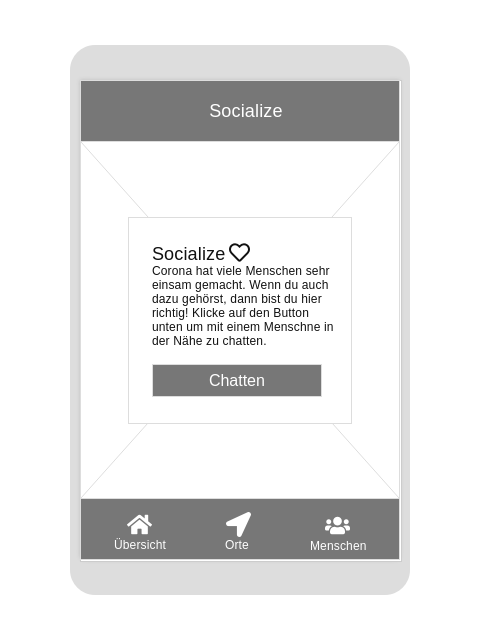 Socialize
Socialize
Corona hat viele Menschen sehr
einsam gemacht. Wenn du auch
dazu gehörst, dann bist du hier
richtig! Klicke auf den Button
unten um mit einem Menschne in
der Nähe zu chatten.
Chatten
Übersicht Orte Menschen